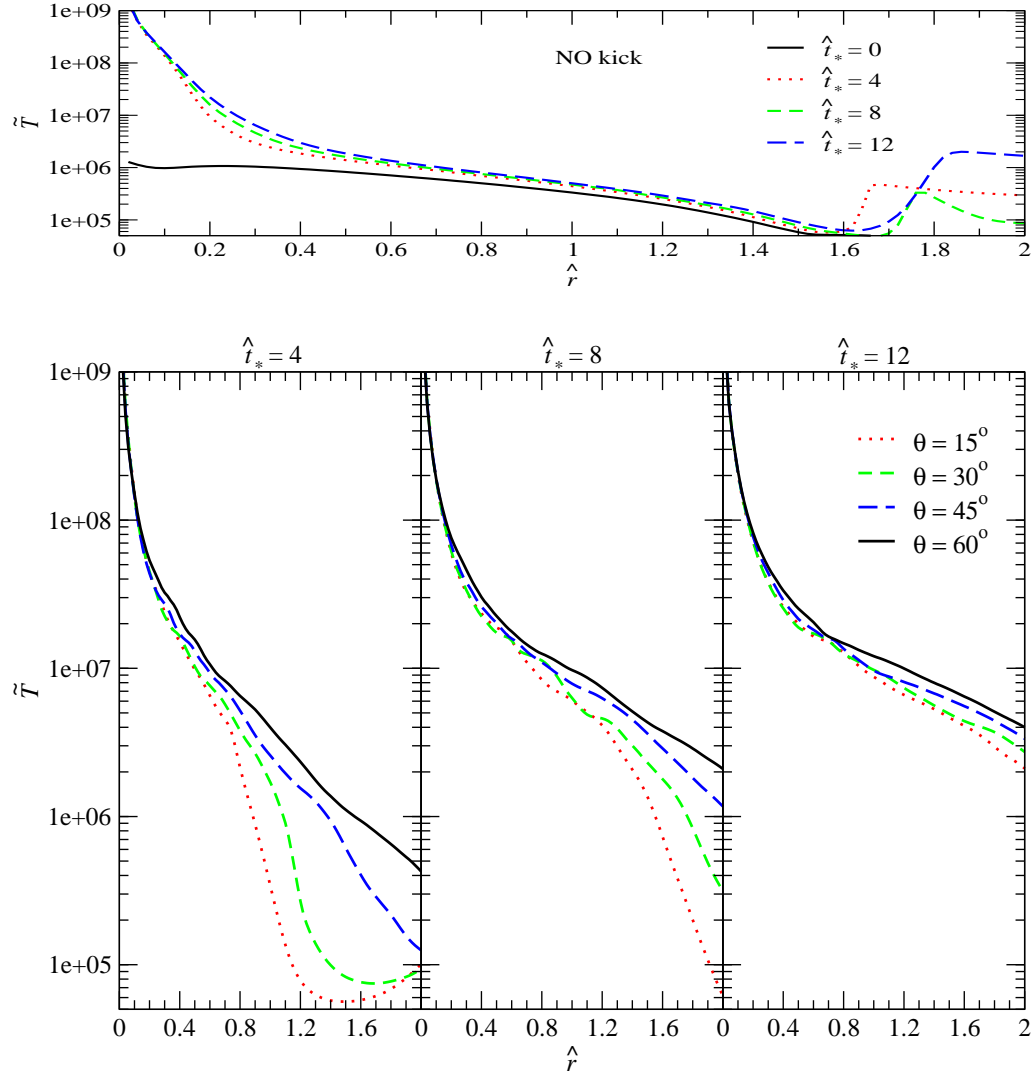 1e+09
1e+08
1e+07
1e+06
1e+05
T̃
NO kick
t̂* = 0
t̂* = 4
t̂* = 8
t̂* = 12
0 0.2 0.4 0.6 0.8 1 1.2 1.4 1.6 1.8 2
r̂
t̂* = 4 t̂* = 8 t̂* = 12
1e+09
1e+08
1e+07
1e+06
1e+05
T̃
θ = 15°
θ = 30°
θ = 45°
θ = 60°
0 0.4 0.8 1.2 1.6 0 0.4 0.8 1.2 1.6 0 0.4 0.8 1.2 1.6 2
r̂